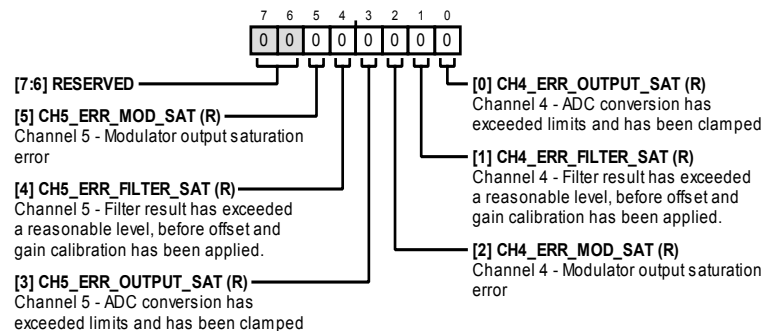 7 6 5 4 3 2 1 0
0 0 0 0 0 0 0 0
[7:6] RESERVED
[5] CH5_ERR_MOD_SAT (R)
Channel 5 - Modulator output saturation
error
[4] CH5_ERR_FILTER_SAT (R)
Channel 5 - Filter result has exceeded
a reasonable level, before offset and
gain calibration has been applied.
[3] CH5_ERR_OUTPUT_SAT (R)
Channel 5 - ADC conversion has
exceeded limits and has been clamped
[0] CH4_ERR_OUTPUT_SAT (R)
Channel 4 - ADC conversion has
exceeded limits and has been clamped
[1] CH4_ERR_FILTER_SAT (R)
Channel 4 - Filter result has exceeded
a reasonable level, before offset and
gain calibration has been applied.
[2] CH4_ERR_MOD_SAT (R)
Channel 4 - Modulator output saturation
error